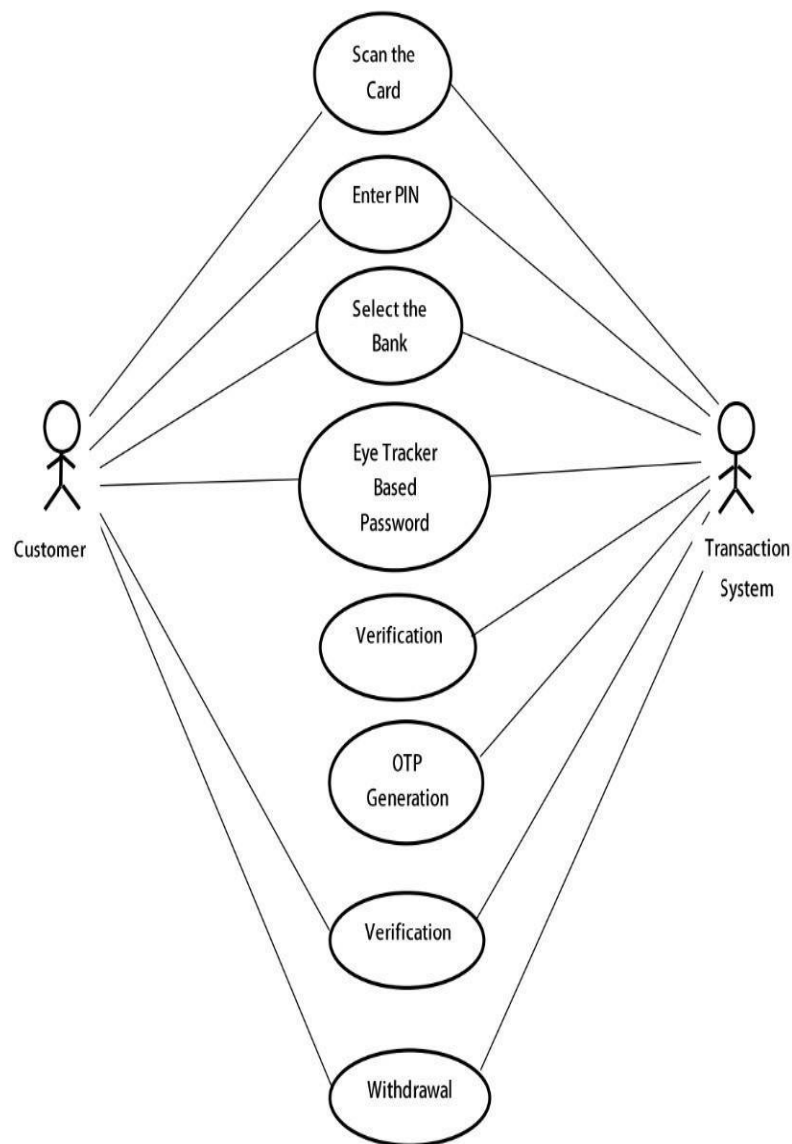 Scan the
Card
Enter PIN
Select the
Bank
Eye Tracker
Based
Password
Customer
Transaction
System
Verification
OTP
Generation
Verification
Withdrawal